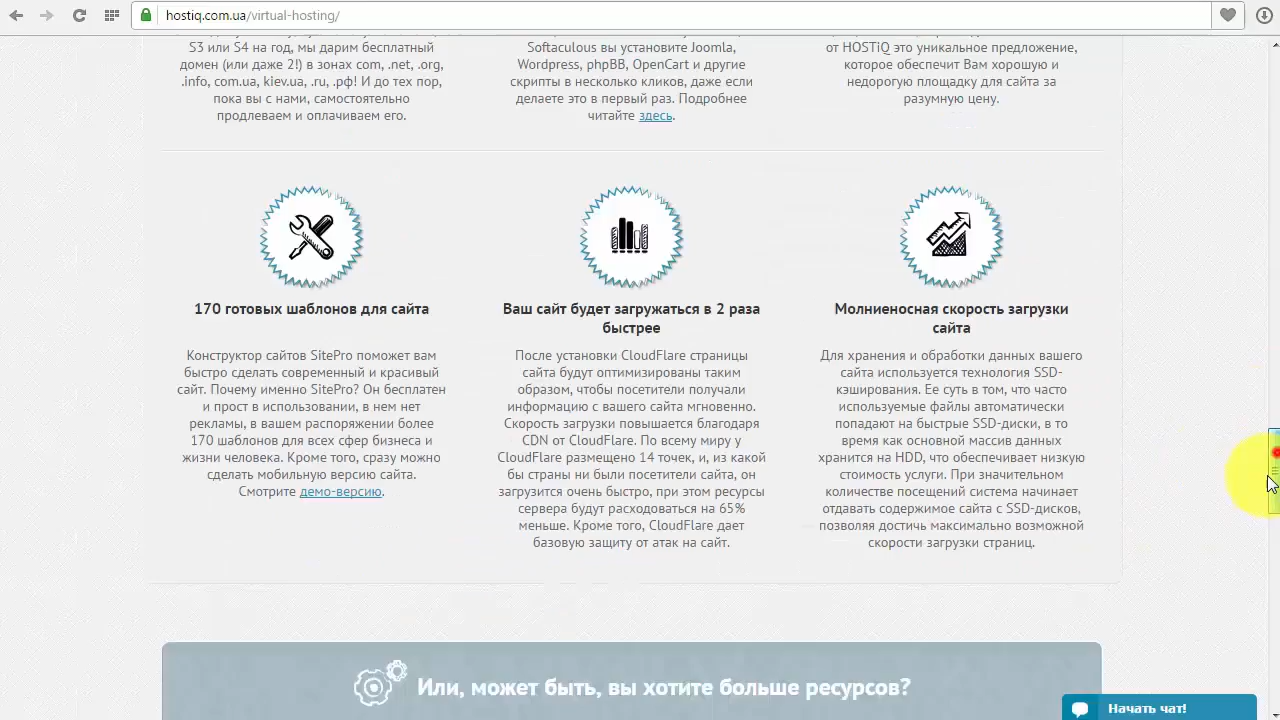 hostiq.com.ua/virtual-hosting/
S3 или S4 на год, мы дарим бесплатный
домен (или даже 2!) в зонах com, .net, .org,
.info, com.ua, kiev.ua, .ru, .рф! И до тех пор,
пока вы с нами, самостоятельно
продлеваем и оплачиваем его.
Softaculous вы установите Joomla,
Wordpress, phpBB, OpenCart и другие
скрипты в несколько кликов, даже если
делаете это в первый раз. Подробнее
читайте здесь.
от HOSTiQ это уникальное предложение,
которое обеспечит Вам хорошую и
недорогую площадку для сайта за
разумную цену.
170 готовых шаблонов для сайта
Конструктор сайтов SitePro поможет вам
быстро сделать современный и красивый
сайт. Почему именно SitePro? Он бесплатен
и прост в использовании, в нем нет
рекламы, в вашем распоряжении более
170 шаблонов для всех сфер бизнеса и
жизни человека. Кроме того, сразу можно
сделать мобильную версию сайта.
Смотрите демо-версию.
Ваш сайт будет загружаться в 2 раза
быстрее
После установки CloudFlare страницы
сайта будут оптимизированы таким
образом, чтобы посетители получали
информацию с вашего сайта мгновенно.
Скорость загрузки повышается благодаря
CDN от CloudFlare. По всему миру у
CloudFlare размещено 14 точек, и, из какой
бы страны ни были посетители сайта, он
загрузится очень быстро, при этом ресурсы
сервера будут расходоваться на 65%
меньше. Кроме того, CloudFlare дает
базовую защиту от атак на сайт.
Молниеносная скорость загрузки
сайта
Для хранения и обработки данных вашего
сайта используется технология SSD-
кэширования. Ее суть в том, что часто
используемые файлы автоматически
попадают на быстрые SSD-диски, в то
время как основной массив данных
хранится на HDD, что обеспечивает низкую
стоимость услуги. При значительном
количестве посещений система начинает
отдавать содержимое сайта с SSD-дисков,
позволяя достичь максимально возможной
скорости загрузки страниц.
Или, может быть, вы хотите больше ресурсов?
Начать чат!